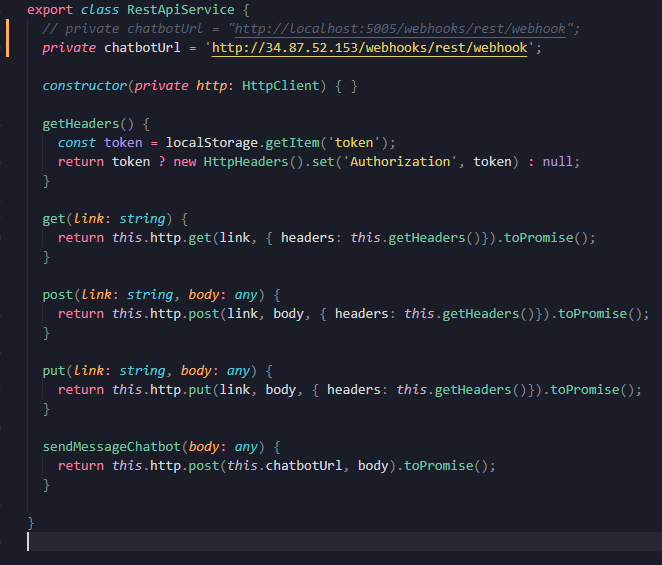 export class RestApiService {
// private chatbotUrl = "http://localhost:5005/webhooks/rest/webhook";
private chatbotUrl = 'http://34.87.52.153/webhooks/rest/webhook';
constructor(private http: HttpClient) { }
getHeaders() {
const token = localStorage.getItem('token');
return token ? new HttpHeaders().set('Authorization', token) : null;
}
get(link: string) {
return this.http.get(link, { headers: this.getHeaders()}).toPromise();
}
post(link: string, body: any) {
return this.http.post(link, body, { headers: this.getHeaders()}).toPromise();
}
put(link: string, body: any) {
return this.http.put(link, body, { headers: this.getHeaders()}).toPromise();
}
sendMessageChatbot(body: any) {
return this.http.post(this.chatbotUrl, body).toPromise();
}
}